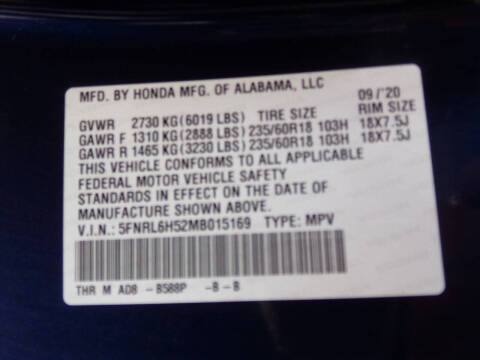 MFD. BY HONDA MFG. OF ALABAMA, LLC 09/'20
GVWR 2730 KG(6019 LBS) TIRE SIZE RIM SIZE
GAWR F 1310 KG(2888 LBS) 235/60R18 103H 18X7.5J
GAWR R 1465 KG(3230 LBS) 235/60R18 103H 18X7.5J
THIS VEHICLE CONFORMS TO ALL APPLICABLE
FEDERAL MOTOR VEHICLE SAFETY
STANDARDS IN EFFECT ON THE DATE OF
MANUFACTURE SHOWN ABOVE.
V.I.N.: 5FNRL6H52MB015169 TYPE: MPV
THR M AD8 -B588P -B-B